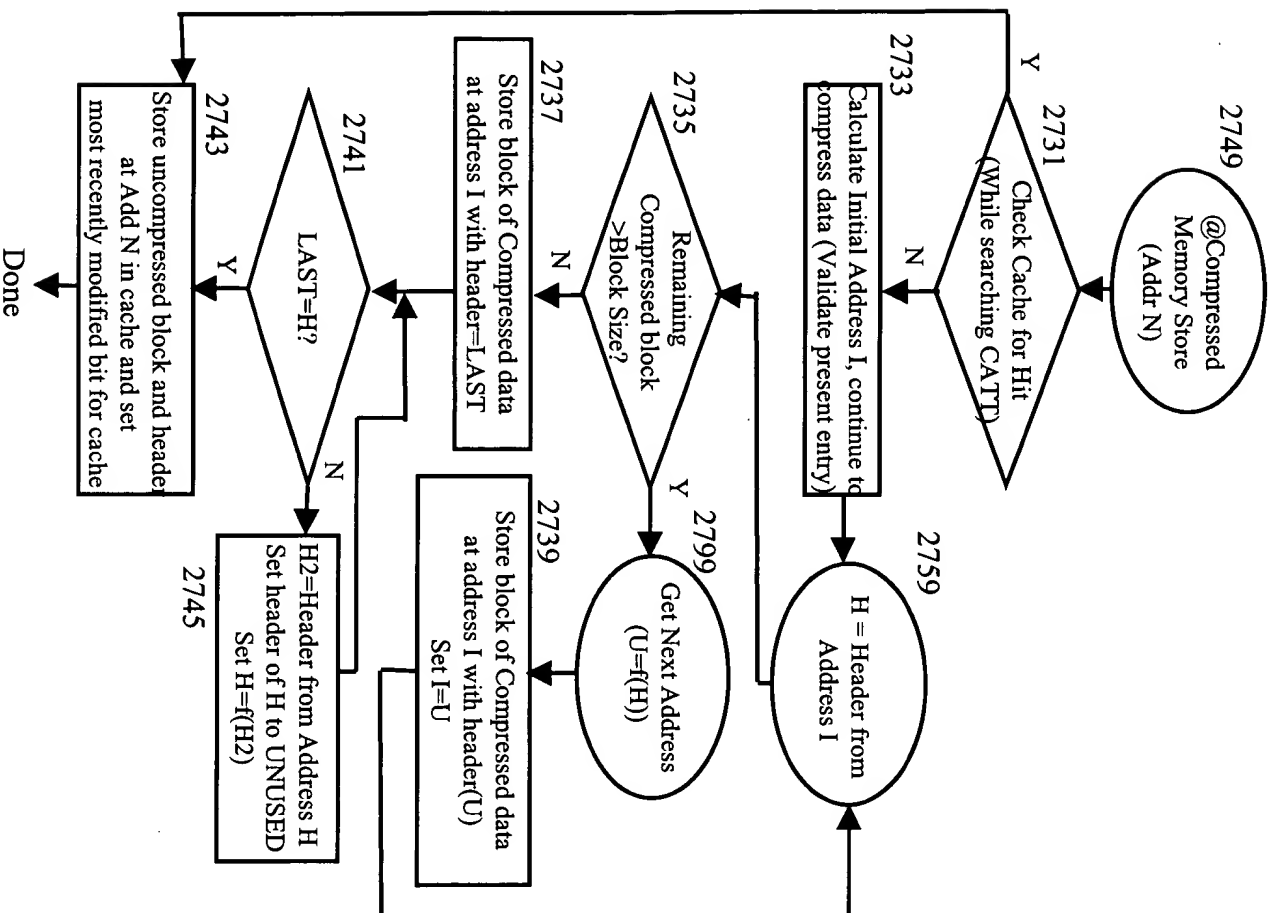 2749
@Compressed
Memory Store
(Addr N)
2731
Check Cache for Hit
(While searching CATT)
Y
N
2733
Calculate Initial Address I, continue to
compress data (Validate present entry)
2759
H = Header from
Address I
2735
Remaining
Compressed block
>Block Size?
Y
N
2799
Get Next Address
(U=f(H))
2737
Store block of Compressed data
at address I with header=LAST
2739
Store block of Compressed data
at address I with header(U)
Set I=U
2741
LAST=H?
N
Y
2745
H2=Header from Address H
Set header of H to UNUSED
Set H=f(H2)
2743
Store uncompressed block and header
at Add N in cache and set
most recently modified bit for cache
Done